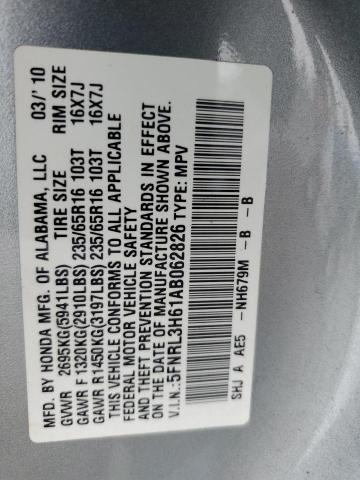 MFD. BY HONDA MFG. OF ALABAMA, LLC 03/'10
GVWR 2695KG(5941LBS) TIRE SIZE RIM SIZE
GAWR F 1320KG(2910LBS) 235/65R16 103T 16X7J
GAWR R1450KG(3197LBS) 235/65R16 103T 16X7J
THIS VEHICLE CONFORMS TO ALL APPLICABLE
FEDERAL MOTOR VEHICLE SAFETY, BUMPER,
AND THEFT PREVENTION STANDARDS IN EFFECT
ON THE DATE OF MANUFACTURE SHOWN ABOVE.
V.I.N.: 5FNRL3H61AB062826 TYPE: MPV
SHJ A AE5 -NH679M -B -B